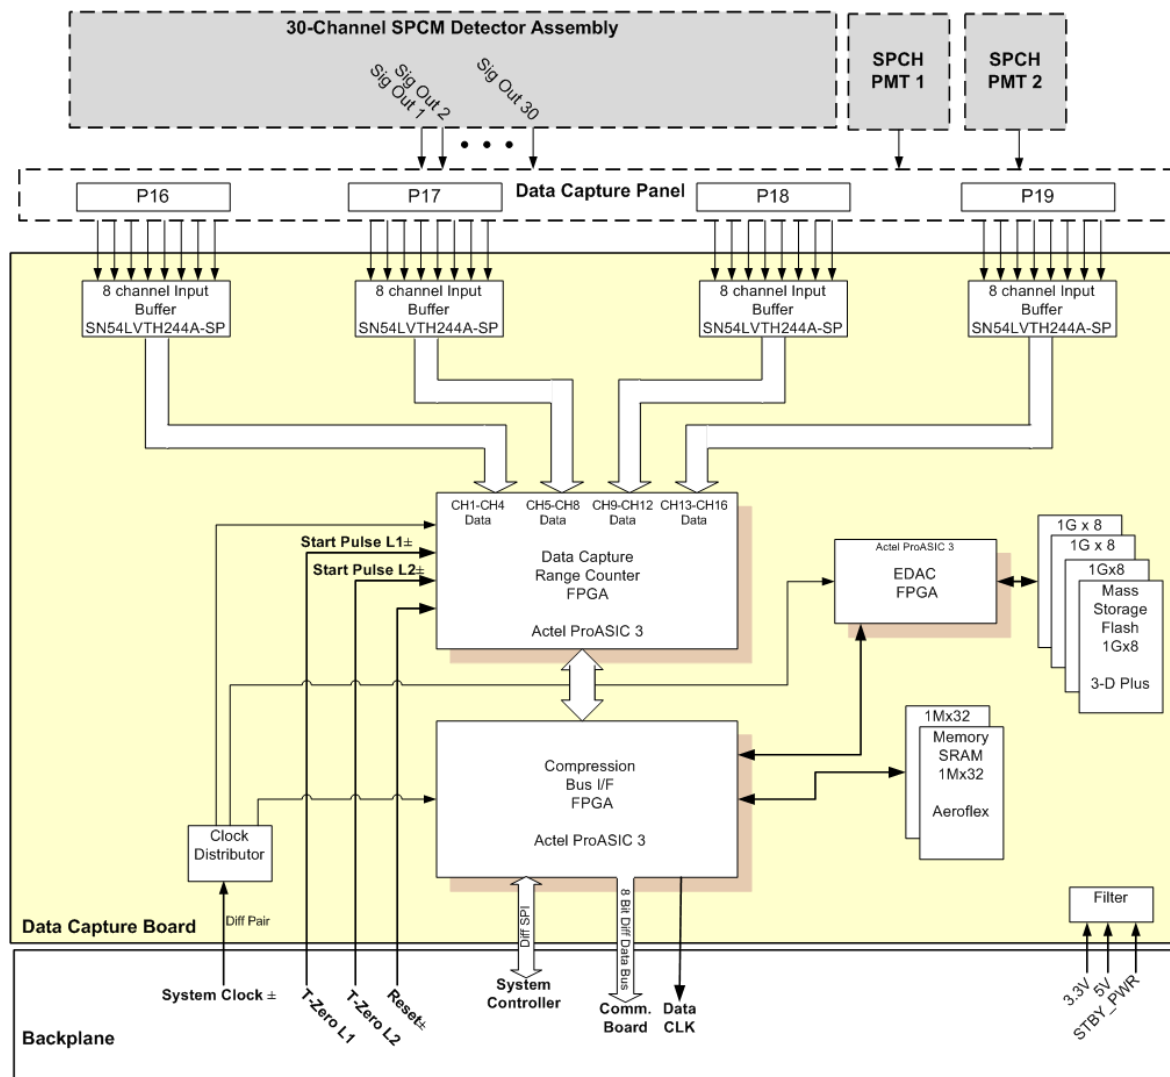 30-Channel SPCM Detector Assembly
Sig Out 1
Sig Out 2
Sig Out 30
SPCH
PMT 1
SPCH
PMT 2
Data Capture Panel
P16
P17
P18
P19
8 channel Input
Buffer
SN54LVTH244A-SP
8 channel Input
Buffer
SN54LVTH244A-SP
8 channel Input
Buffer
SN54LVTH244A-SP
8 channel Input
Buffer
SN54LVTH244A-SP
CH1-CH4
Data
CH5-CH8
Data
CH9-CH12
Data
CH13-CH16
Data
Start Pulse L1±
Start Pulse L2±
Data Capture
Range Counter
FPGA
Actel ProASIC 3
Actel ProASIC 3
EDAC
FPGA
1G x 8
1G x 8
1Gx8
Mass
Storage
Flash
1Gx8
3-D Plus
1Mx32
Memory
SRAM
1Mx32
Aeroflex
Compression
Bus I/F
FPGA
Actel ProASIC 3
Clock
Distributor
Diff Pair
Diff SPI
8 Bit Diff Data Bus
Filter
Data Capture Board
System Clock ±
T-Zero L1
T-Zero L2
Reset±
System
Controller
Comm.
Board
Data
CLK
3.3V
5V
STBY_PWR
Backplane